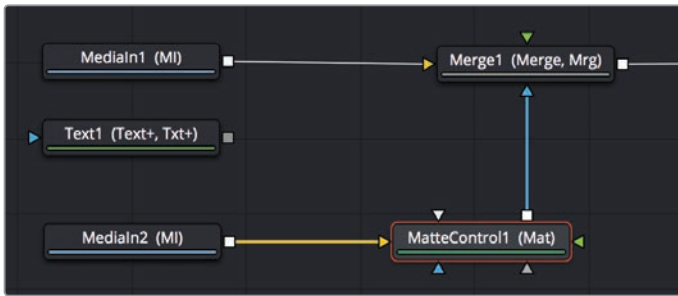 MediaIn1 (MI)
Merge1 (Merge, Mrg)
Text1 (Text+, Txt+)
MediaIn2 (MI)
MatteControl1 (Mat)